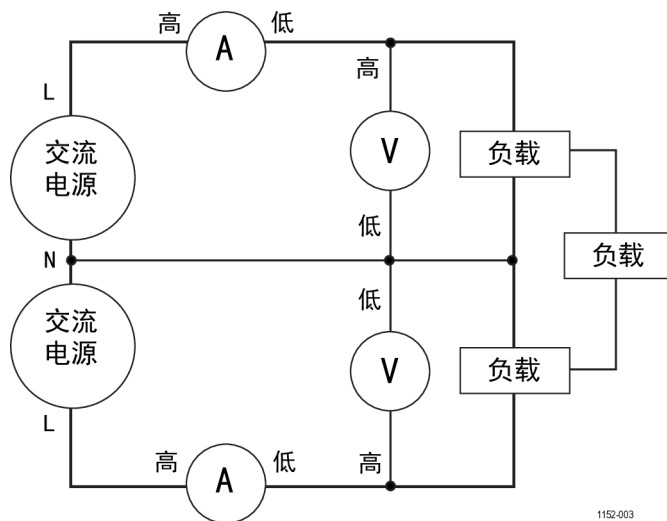 高
低
A
高
L
交流
电源
V
负载
低
N
负载
低
交流
电源
V
负载
L
高
低
高
A
1152-003